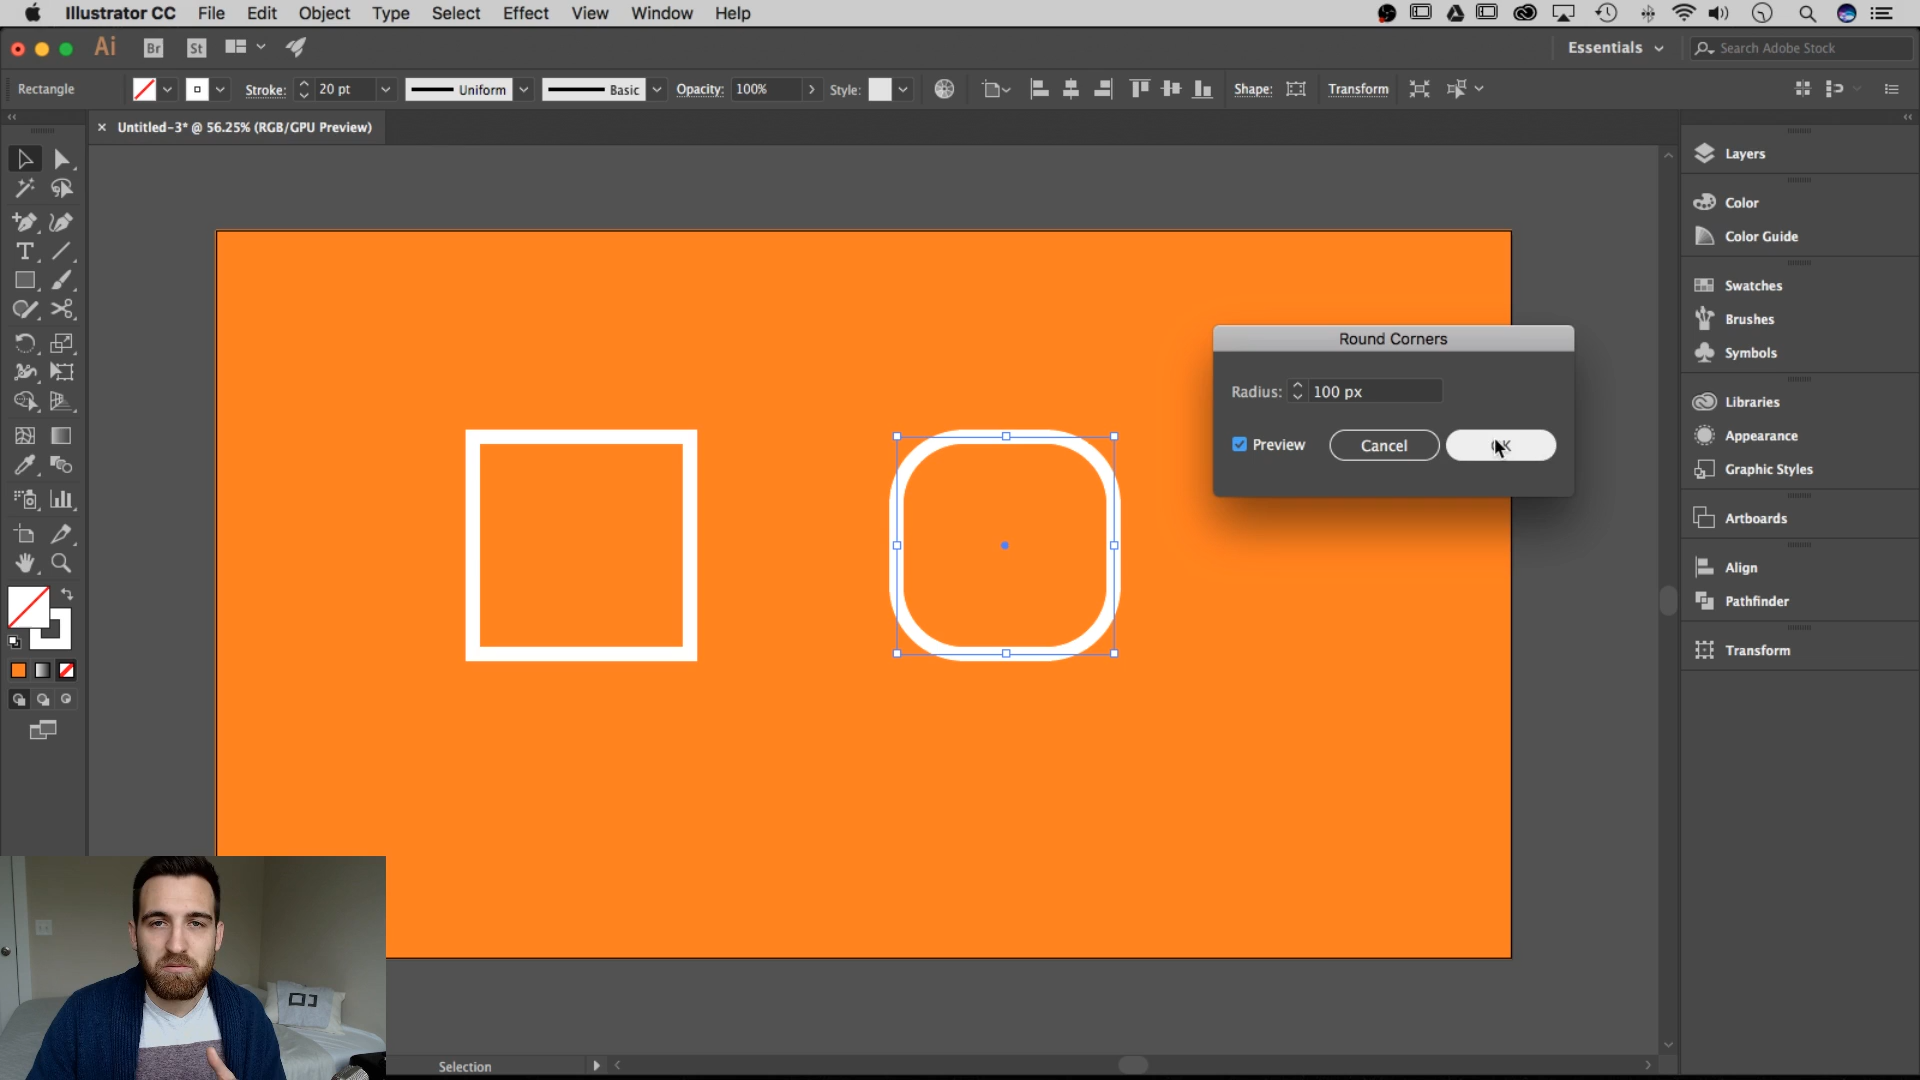 Illustrator CC File Edit Object Type Select Effect View Window Help
Ai Br St Essentials Search Adobe Stock
Rectangle Stroke: 20 pt Uniform Basic Opacity: 100% Style: Shape: Transform
× Untitled-3* @ 56.25% (RGB/GPU Preview)
Layers
Color
Color Guide
Swatches
Brushes
Symbols
Libraries
Appearance
Graphic Styles
Artboards
Align
Pathfinder
Transform
Round Corners
Radius: 100 px
Preview Cancel
Selection